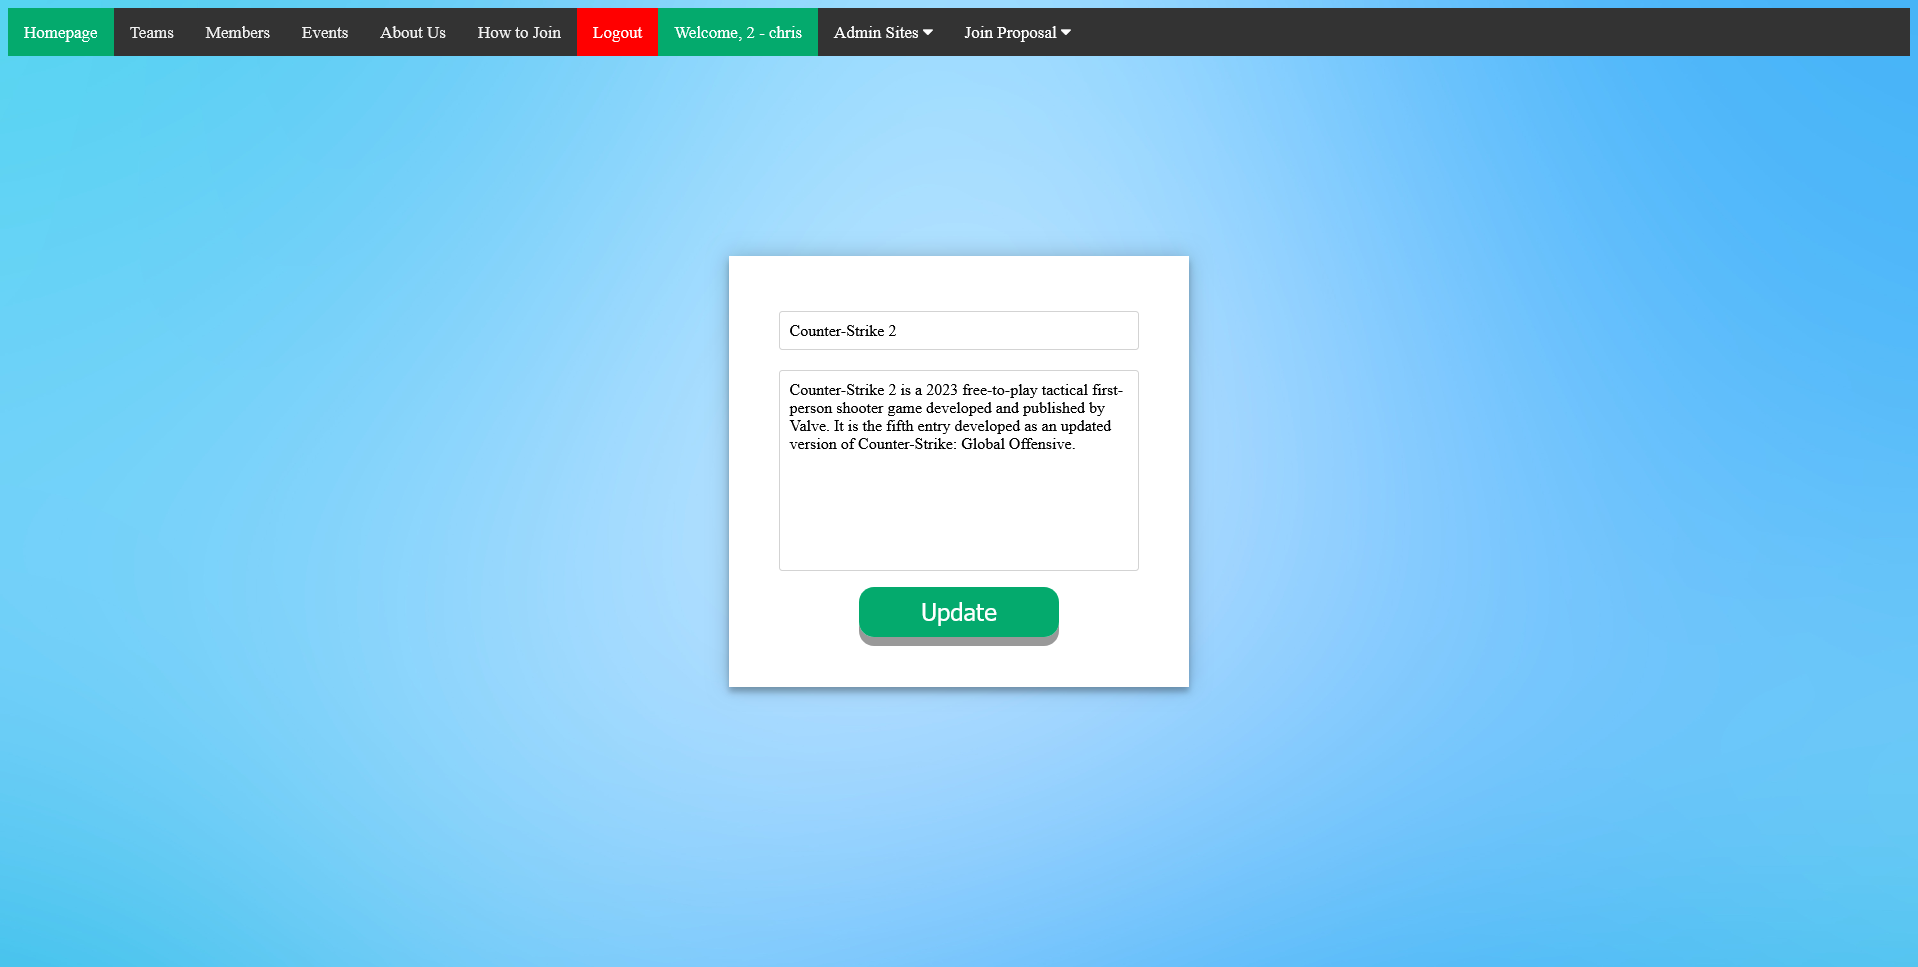 Homepage Teams Members Events About Us How to Join Logout Welcome, 2 - chris Admin Sites Join Proposal
Counter-Strike 2
Counter-Strike 2 is a 2023 free-to-play tactical first-
person shooter game developed and published by
Valve. It is the fifth entry developed as an updated
version of Counter-Strike: Global Offensive.
Update